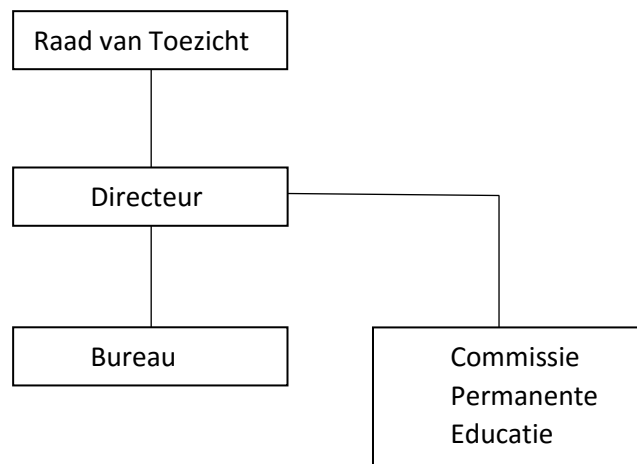 Raad van Toezicht
Directeur
Bureau
Commissie
Permanente
Educatie